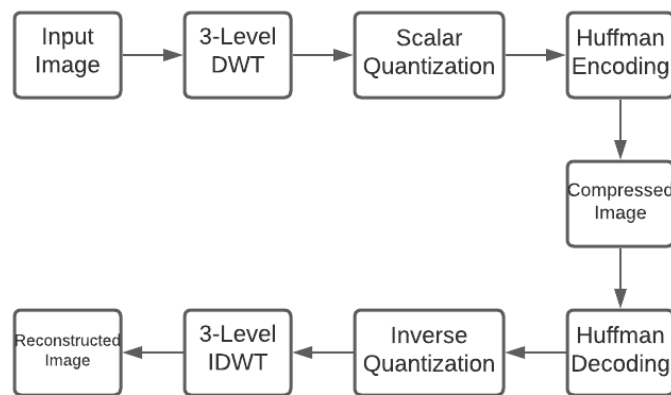 Input
Image
3-Level
DWT
Scalar
Quantization
Huffman
Encoding
Compressed
Image
Huffman
Decoding
Inverse
Quantization
3-Level
IDWT
Reconstructed
Image